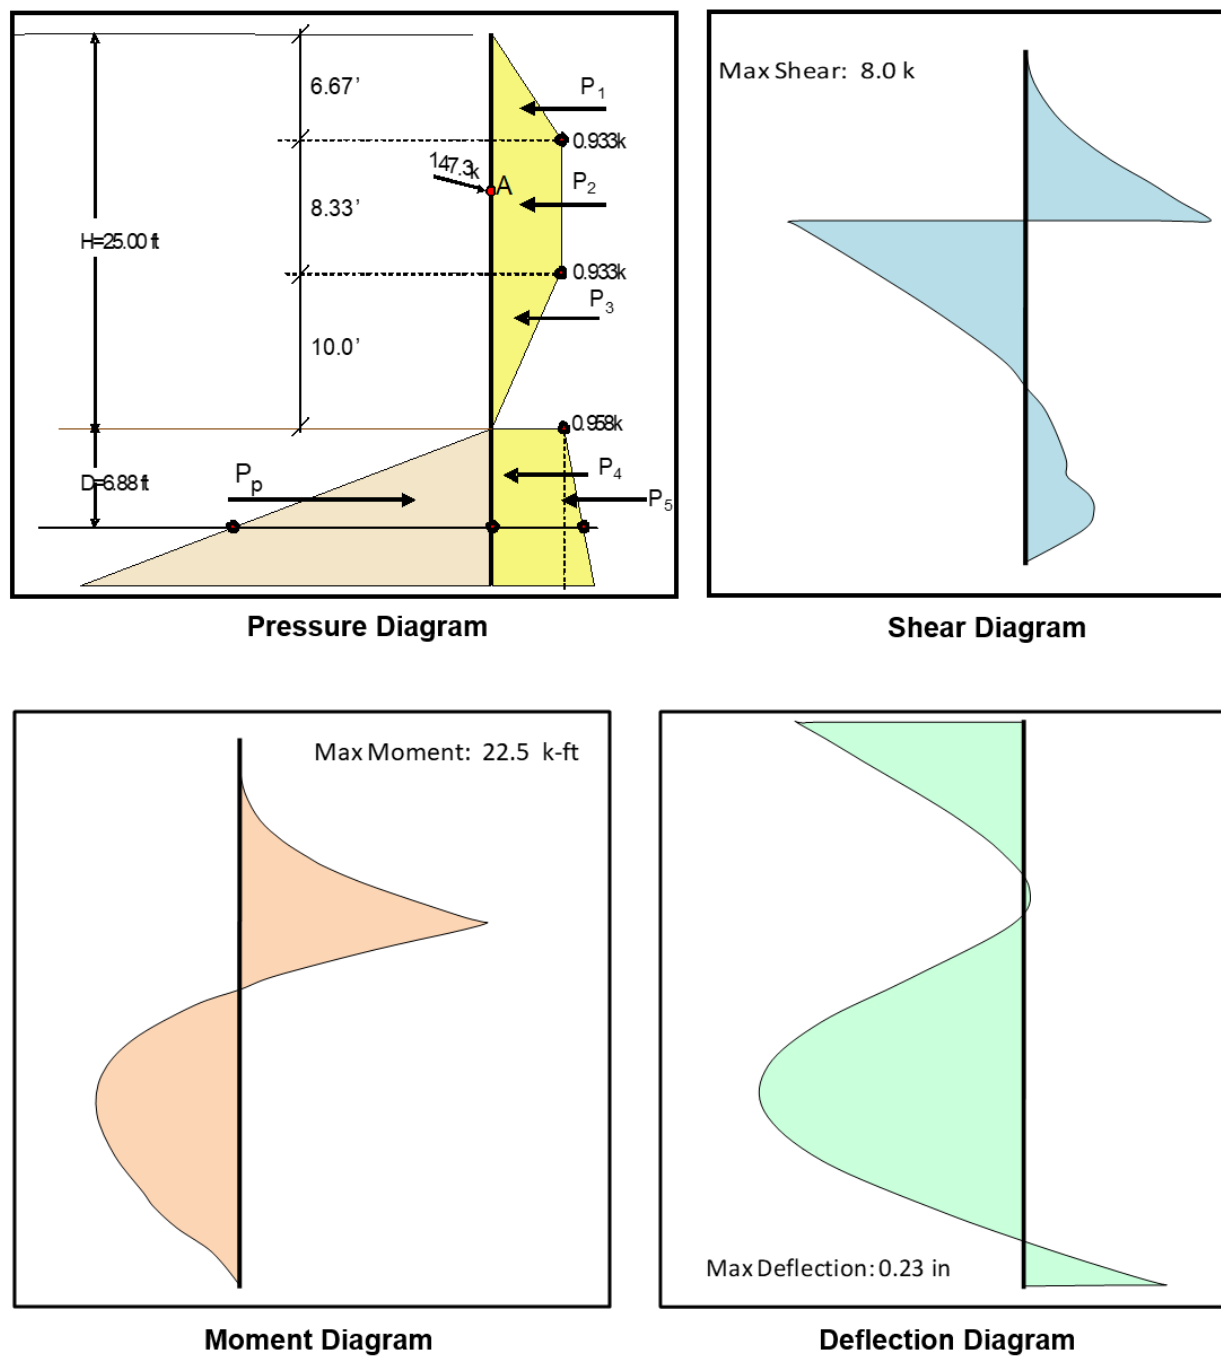 6.67’
P1
0.933k
147.3k
A
P2
8.33’
H=25.00 ft
0.933k
P3
10.0’
0.958k
P4
Pp
D=6.88 ft
P5
Pressure Diagram
Max Shear: 8.0 k
Shear Diagram
Max Moment: 22.5 k-ft
Moment Diagram
Max Deflection: 0.23 in
Deflection Diagram